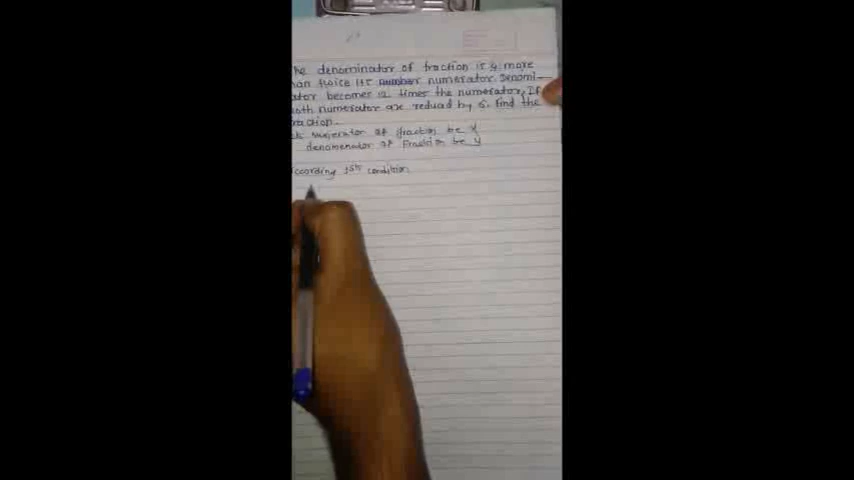 he denominator of fraction is 4 more
han twice its numerator. Denomi-
ator becomes 12 times the numerator, If
oth numerator are reduced by 6. Find the
raction.
et numerator of fraction be x
denomenator of Fraction be y
ccording 1st condition